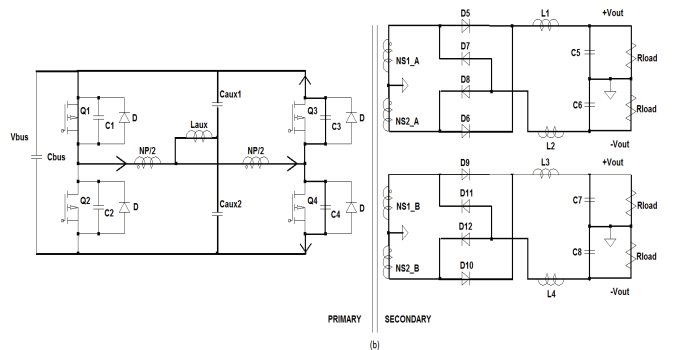 D5
L1
+Vout
D7
NS1_A
C5
Rload
D8
Caux1
Q1
Q3
Laux
C1
D
C3
D
NS2_A
C6
Rload
D6
L2
-Vout
Vbus
Cbus
NP/2
NP/2
D9
L3
+Vout
D11
NS1_B
C7
Rload
Q2
Caux2
Q4
C2
D
C4
D
D12
NS2_B
C8
Rload
D10
L4
-Vout
PRIMARY
SECONDARY
(b)